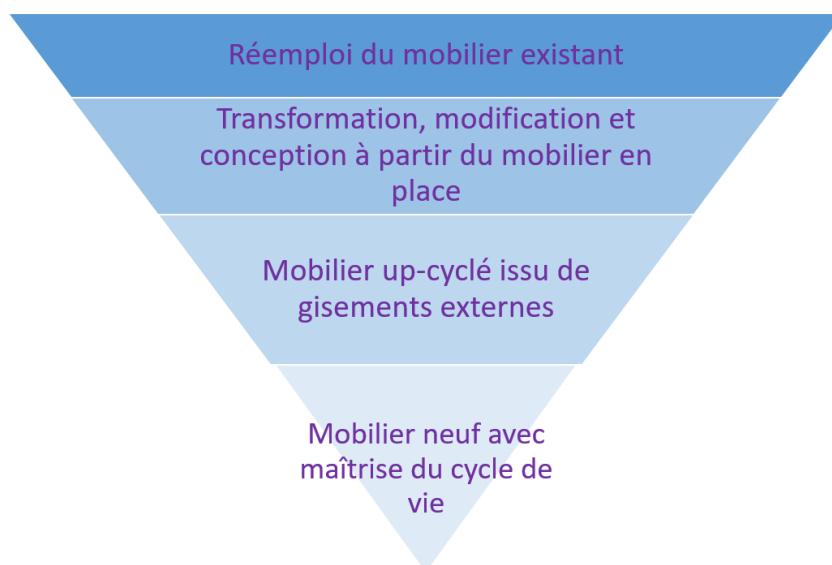 Réemploi du mobilier existant
Transformation, modification et
conception à partir du mobilier en
place
Mobilier up-cyclé issu de
gisements externes
Mobilier neuf avec
maîtrise du cycle de
vie